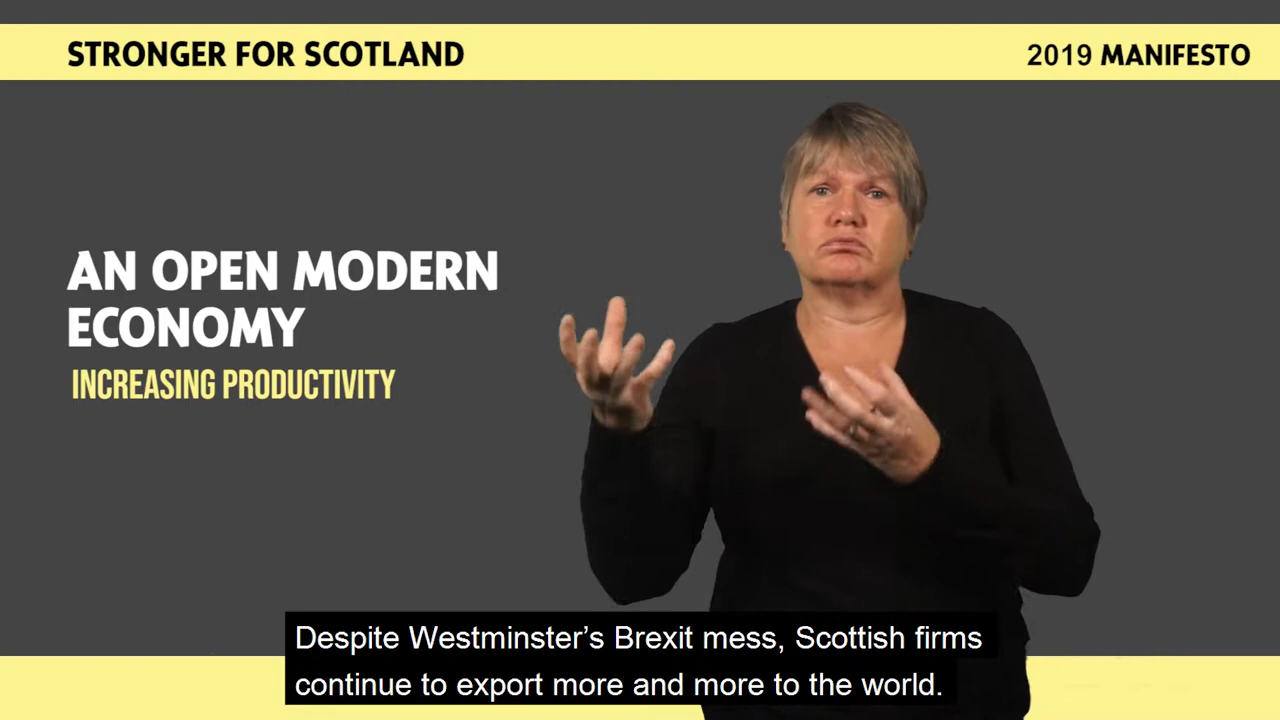 STRONGER FOR SCOTLAND
2019 MANIFESTO
AN OPEN MODERN
ECONOMY
INCREASING PRODUCTIVITY
Despite Westminster’s Brexit mess, Scottish firms
continue to export more and more to the world.